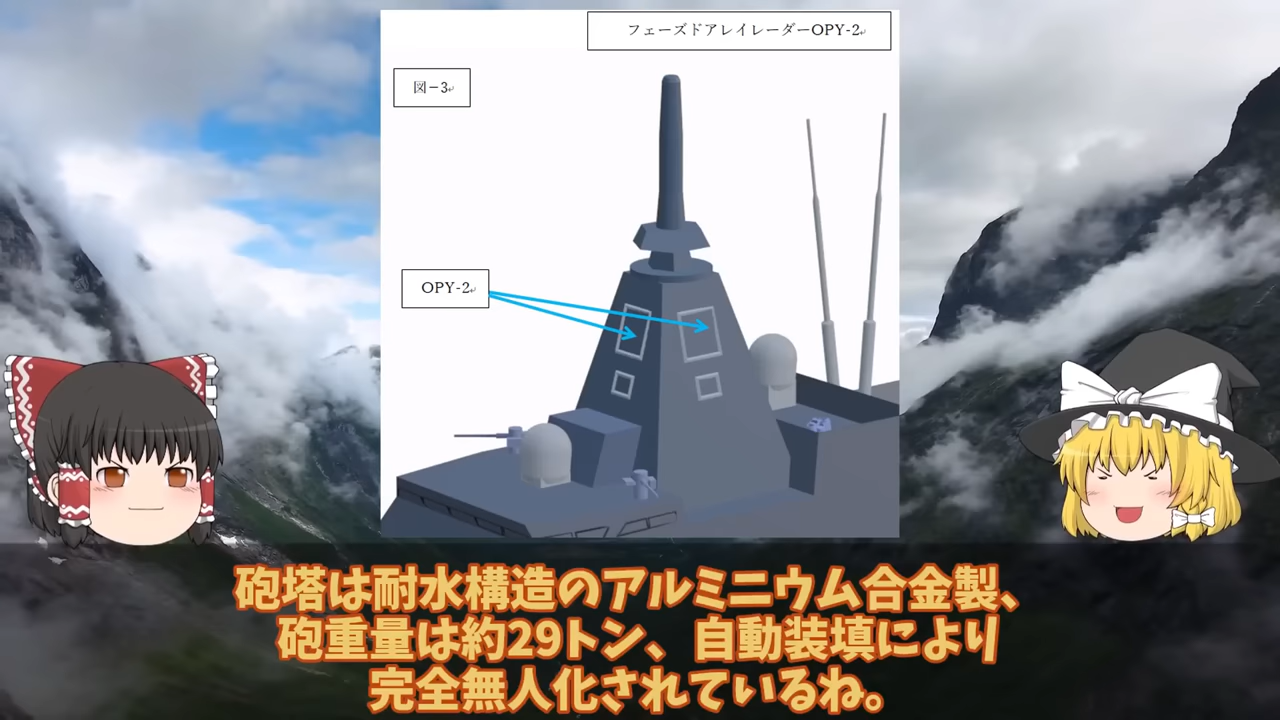 フェーズドアレイレーダーOPY-2
図－3
OPY-2
砲塔は耐水構造のアルミニウム合金製、
砲重量は約29トン、自動装填により
完全無人化されているね。